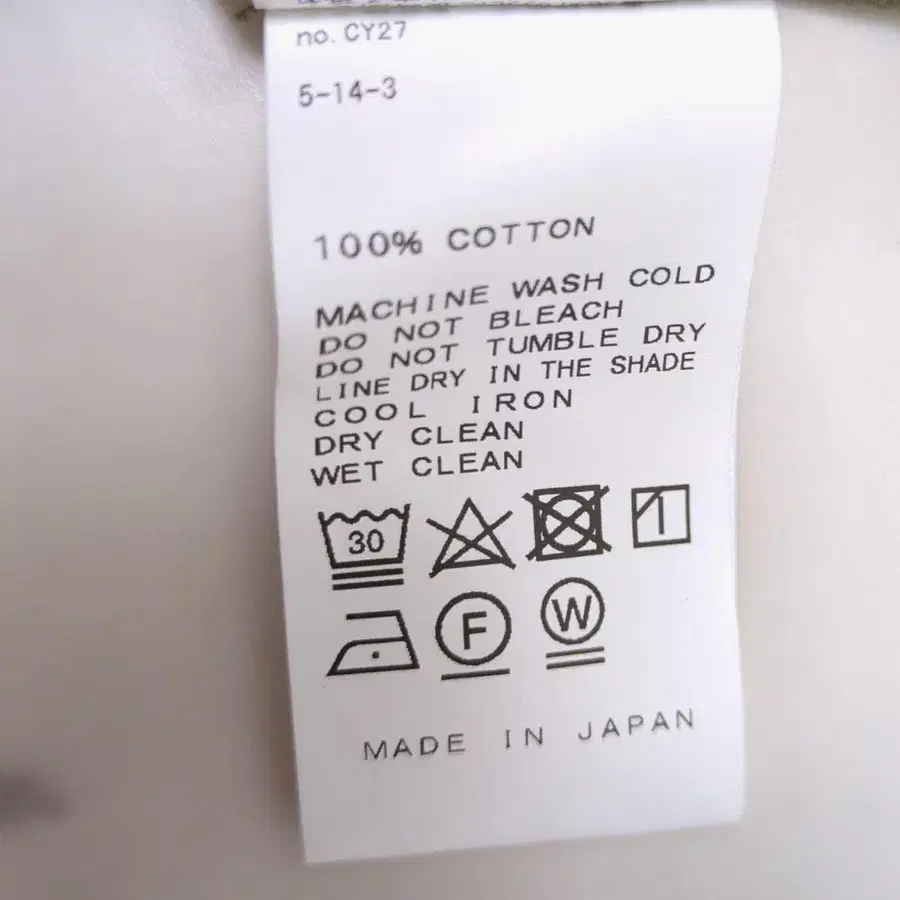 no. CY27
5-14-3
100% COTTON
MACHINE WASH COLD
DO NOT BLEACH
DO NOT TUMBLE DRY
LINE DRY IN THE SHADE
COOL IRON
DRY CLEAN
WET CLEAN
30
F W
MADE IN JAPAN